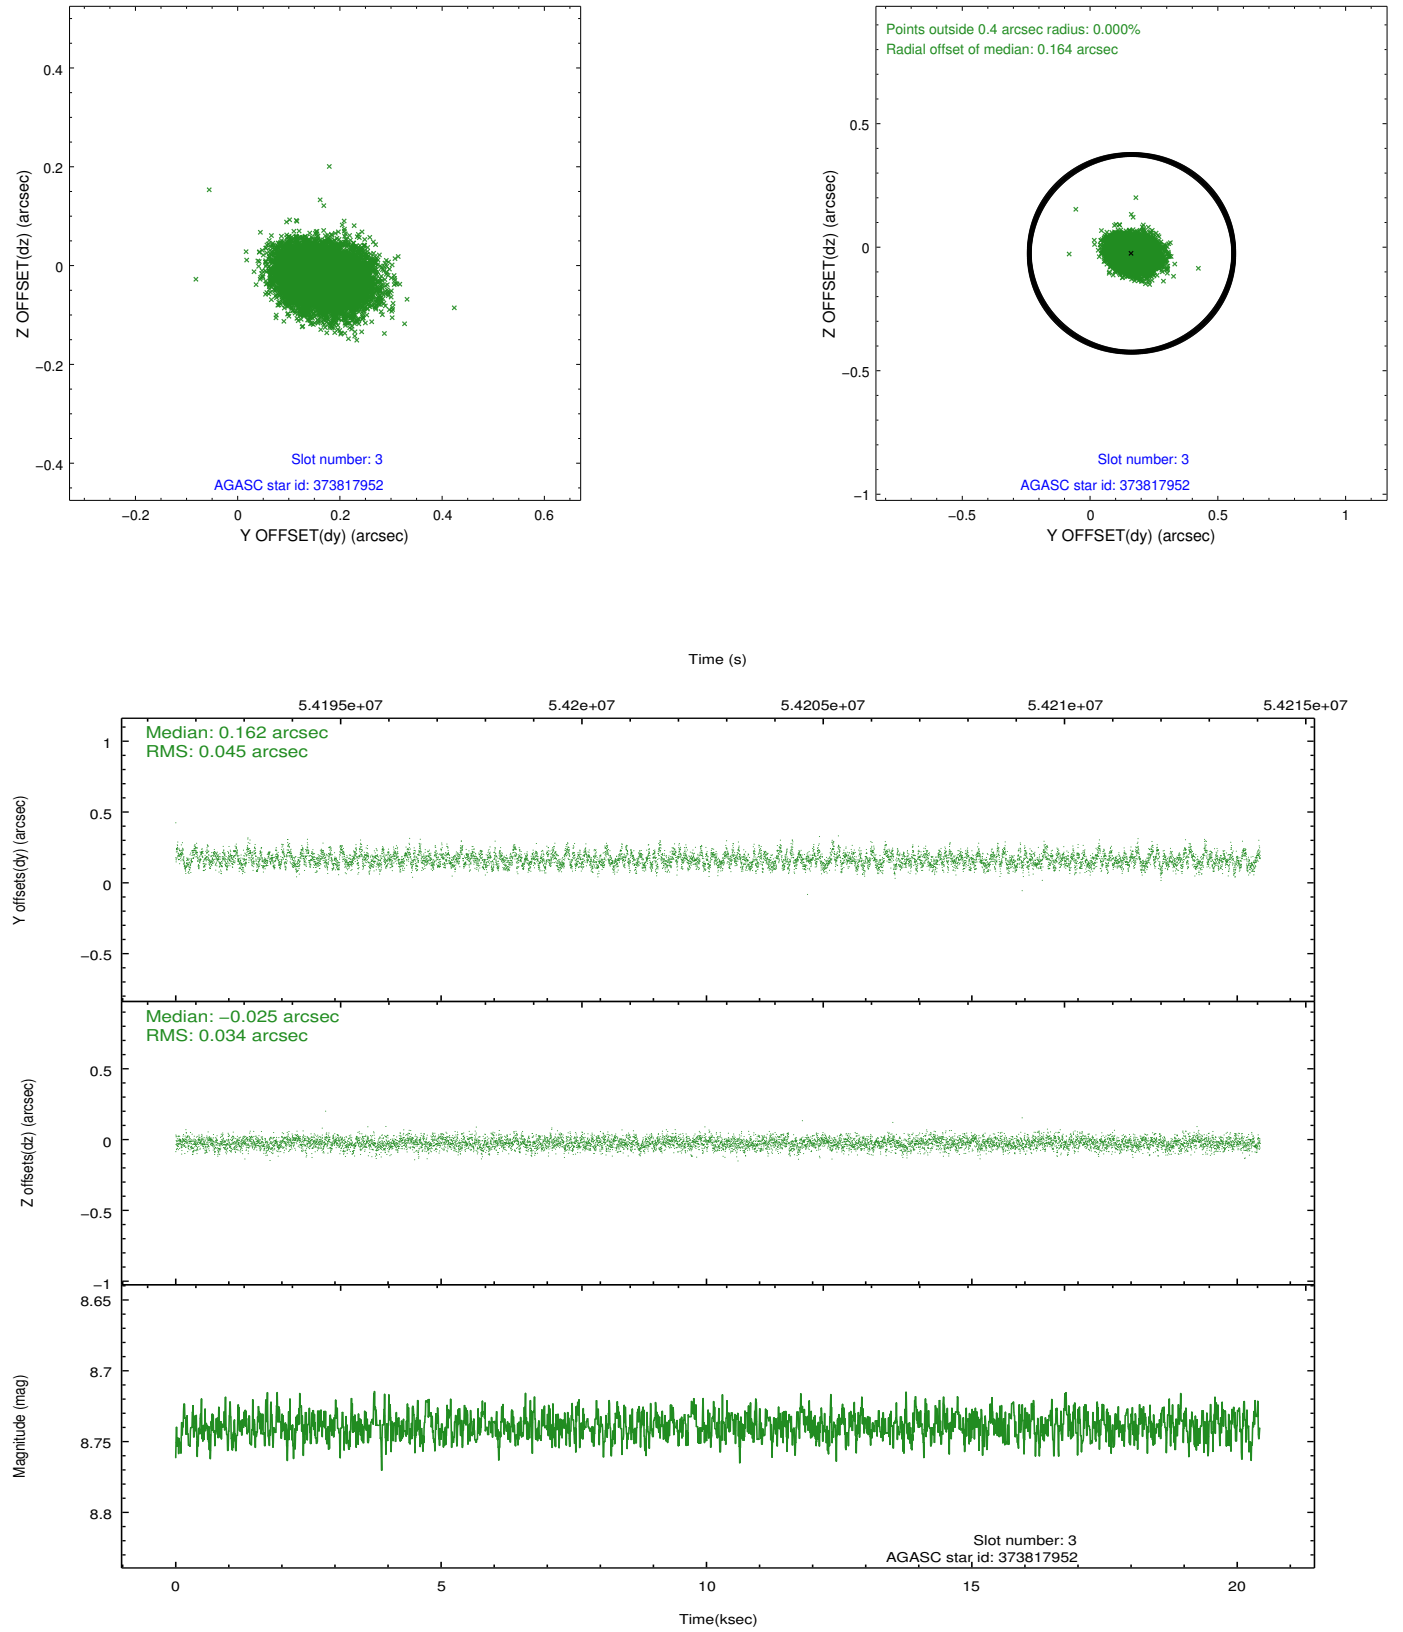 0.4
0.2
0
−0.2
−0.4
Z OFFSET(dz) (arcsec)
Slot number: 3
AGASC star id: 373817952
−0.2 0 0.2 0.4 0.6
Y OFFSET(dy) (arcsec)
Points outside 0.4 arcsec radius: 0.000%
Radial offset of median: 0.164 arcsec
0.5
0
−0.5
−1
Z OFFSET(dz) (arcsec)
Slot number: 3
AGASC star id: 373817952
−0.5 0 0.5 1
Y OFFSET(dy) (arcsec)
Time (s)
5.4195e+07 5.42e+07 5.4205e+07 5.421e+07 5.4215e+07
Median: 0.162 arcsec
RMS: 0.045 arcsec
1
0.5
0
−0.5
Y offsets(dy) (arcsec)
Median: −0.025 arcsec
RMS: 0.034 arcsec
0.5
0
−0.5
−1
Z offsets(dz) (arcsec)
8.65
8.7
8.75
8.8
Magnitude (mag)
Slot number: 3
AGASC star id: 373817952
0 5 10 15 20
Time(ksec)